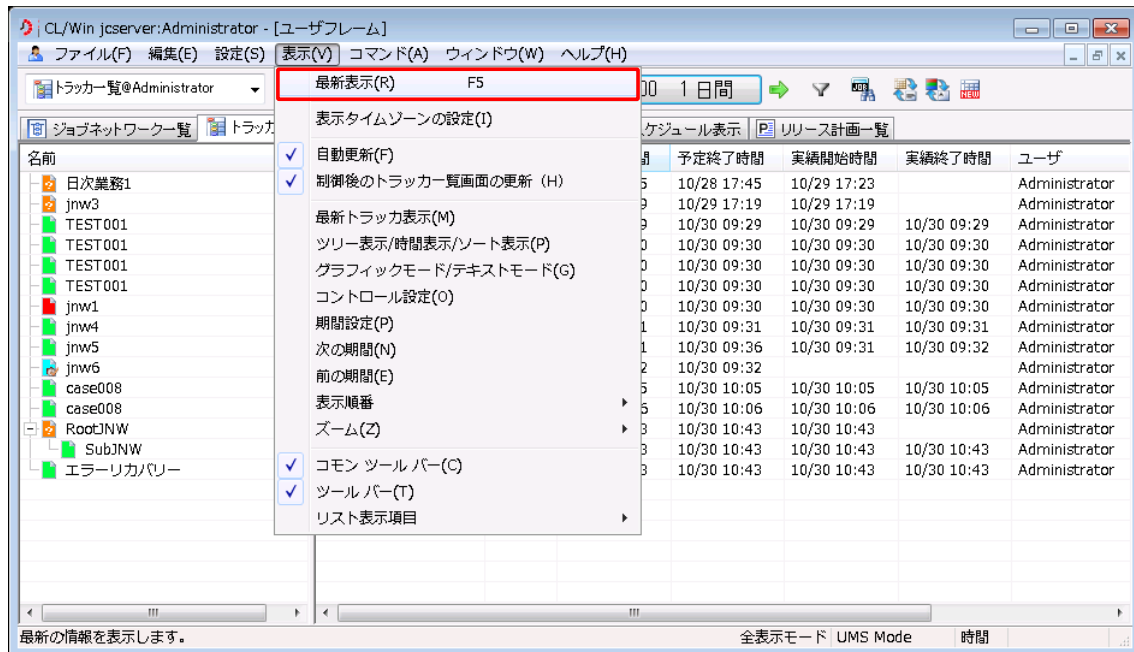 CL/Win jcserver:Administrator - [ユーザフレーム]
ファイル(F) 編集(E) 設定(S) 表示(V) コマンド(A) ウィンドウ(W) ヘルプ(H)
トラッカ一覧@Administrator
00 1 日間
NEW
最新表示(R) F5
表示タイムゾーンの設定(I)
自動更新(F)
制御後のトラッカ一覧画面の更新 (H)
最新トラッカ表示(M)
ツリー表示/時間表示/ソート表示(P)
グラフィックモード/テキストモード(G)
コントロール設定(O)
期間設定(P)
次の期間(N)
前の期間(E)
表示順番
ズーム(Z)
コモン ツール バー(C)
ツール バー(T)
リスト表示項目
ジョブネットワーク一覧 トラッカ ケジュール表示 リリース計画一覧
名前 間 予定終了時間 実績開始時間 実績終了時間 ユーザ
日次業務1 5 10/28 17:45 10/29 17:23 Administrator
jnw3 9 10/29 17:19 10/29 17:19 Administrator
TEST001 9 10/30 09:29 10/30 09:29 10/30 09:29 Administrator
TEST001 0 10/30 09:30 10/30 09:30 10/30 09:30 Administrator
TEST001 0 10/30 09:30 10/30 09:30 10/30 09:30 Administrator
TEST001 0 10/30 09:30 10/30 09:30 10/30 09:30 Administrator
jnw1 0 10/30 09:30 10/30 09:30 10/30 09:30 Administrator
jnw4 1 10/30 09:31 10/30 09:31 10/30 09:31 Administrator
jnw5 1 10/30 09:36 10/30 09:31 10/30 09:32 Administrator
jnw6 2 10/30 09:32 Administrator
case008 5 10/30 10:05 10/30 10:05 10/30 10:05 Administrator
case008 6 10/30 10:06 10/30 10:06 10/30 10:06 Administrator
RootJNW 3 10/30 10:43 10/30 10:43 Administrator
SubJNW 3 10/30 10:43 10/30 10:43 10/30 10:43 Administrator
エラーリカバリー 3 10/30 10:43 10/30 10:43 10/30 10:43 Administrator
最新の情報を表示します。 全表示モード UMS Mode 時間